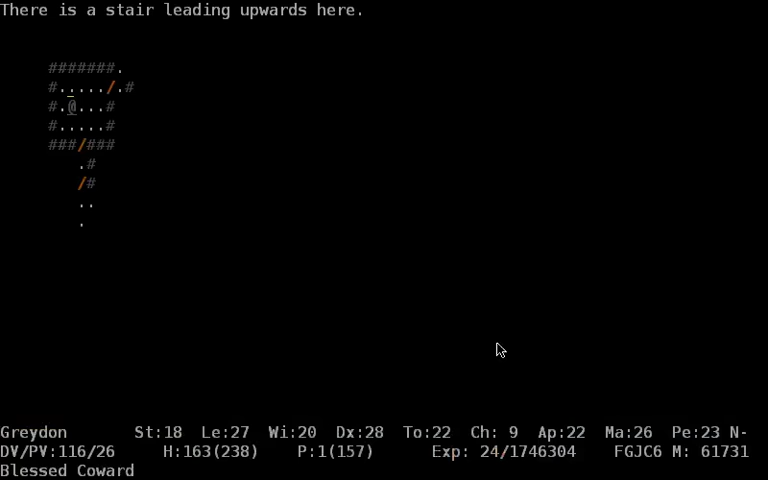 There is a stair leading upwards here.
#######.
#...../.#
#.@...#
#.....#
###/###
.#
/#
..
.
Greydon St:18 Le:27 Wi:20 Dx:28 To:22 Ch: 9 Ap:22 Ma:26 Pe:23 N-
DV/PV:116/26 H:163(238) P:1(157) Exp: 24/1746304 FGJC6 M: 61731
Blessed Coward